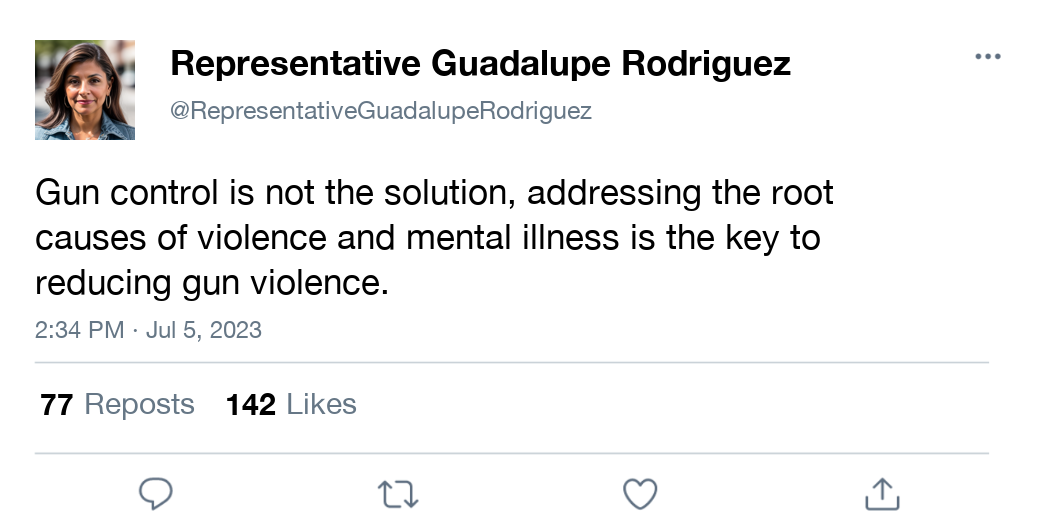 Representative Guadalupe Rodriguez
@RepresentativeGuadalupeRodriguez
Gun control is not the solution, addressing the root
causes of violence and mental illness is the key to
reducing gun violence.
2:34 PM · Jul 5, 2023
77 Reposts 142 Likes